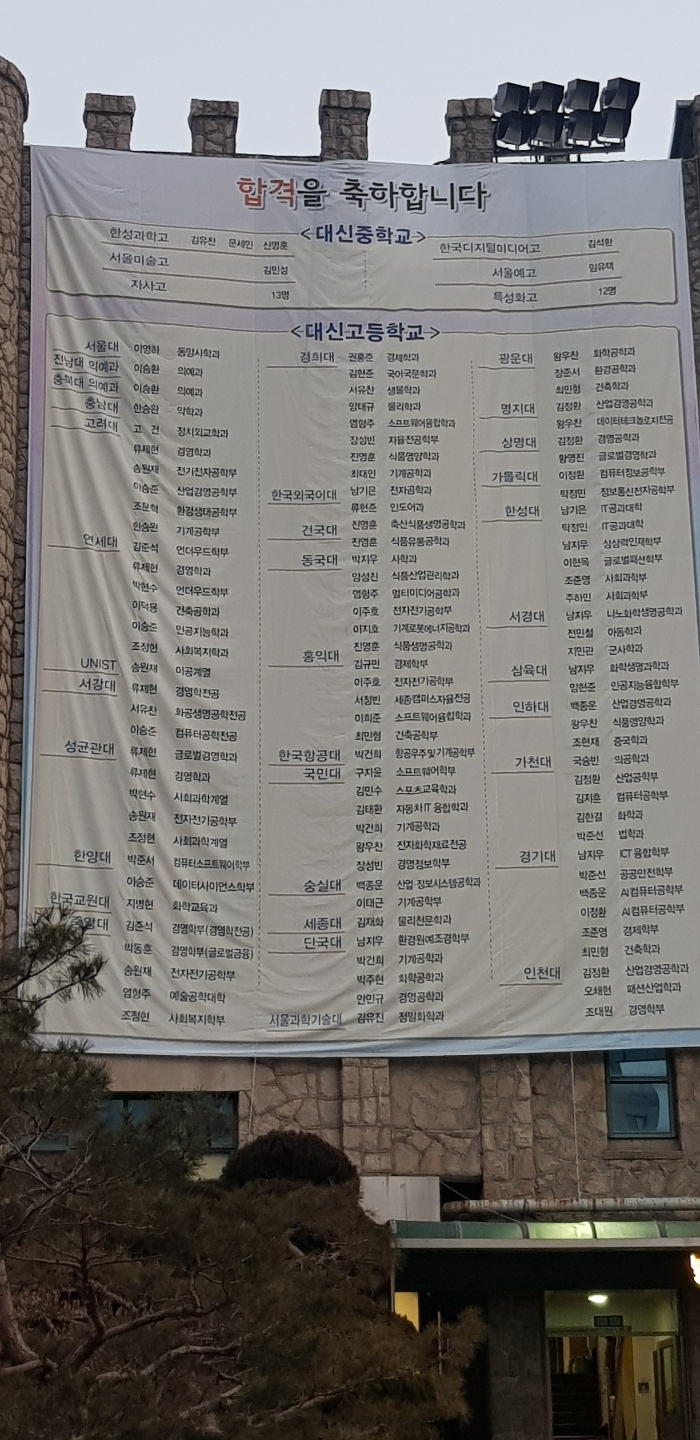 합격을 축하합니다
<대신중학교>
한성과학고 김유찬 문세인 신명훈
서울미술고 김민성
자사고 13명
한국디지털미디어고 김석환
서울예고 임유택
특성화고 12명
<대신고등학교>
서울대 이영하 동양사학과
전남대 의예과 이승환 의예과
충북대 의예과 이승환 의예과
충남대 한승원 약학과
고려대 고 건 정치외교학과
류제현 경영학과
송원재 전기전자공학부
이승준 산업경영공학부
조문혁 환경생태공학부
한승원 기계공학부
연세대 김준석 언더우드학부
류제현 경영학과
박현수 언더우드학부
이덕용 건축공학과
이승준 인공지능학과
조정현 사회복지학과
UNIST 송원재 이공계열
서강대 류제현 경영학전공
서유찬 화공생명공학전공
이승준 컴퓨터공학전공
성균관대 류제현 글로벌경영학과
류제현 경영학과
박현수 사회과학계열
송원재 전자전기공학부
조정현 사회과학계열
한양대 박준서 컴퓨터소프트웨어학부
이승준 데이터사이언스학부
한국교원대 지병현 화학교육과
중앙대 김준석 경영학부(경영학전공)
박동훈 경영학부(글로벌금융)
송원재 전자전기공학부
염형주 예술공학대학
조정현 사회복지학부
경희대 권홍준 경제학과
김현준 국어국문학과
서유찬 생물학과
양태규 물리학과
염형주 소프트웨어융합학과
장성빈 자율전공학부
진영훈 식품영양학과
최대인 기계공학과
한국외국어대 남기은 전자공학과
류현준 인도어과
건국대 진영훈 축산식품생명공학과
진영훈 식품유통공학과
동국대 박지우 사학과
양성진 식품산업관리학과
염형주 멀티미디어공학과
이주호 전자전기공학부
이지호 기계로봇에너지공학과
진영훈 식품생명공학과
홍익대 김규민 경제학부
이주호 전자전기공학부
서정빈 세종캠퍼스자율전공
이희준 소프트웨어융합학과
최민형 건축공학부
한국항공대 박건희 항공우주및기계공학부
국민대 구자윤 소프트웨어학부
김민수 스포츠교육학과
김태환 자동차IT 융합학과
박건희 기계공학과
왕우찬 전자화학재료전공
장성빈 경영정보학부
숭실대 백종운 산업·정보시스템공학과
이태근 기계공학부
세종대 김재화 물리천문학과
단국대 남지우 환경원예조경학부
박건희 기계공학과
박주현 화학공학과
안민규 경영공학과
서울과학기술대 김유진 정밀화학과
광운대 왕우찬 화학공학과
장준서 환경공학과
최민형 건축학과
명지대 김정환 산업경영공학과
왕우찬 데이터테크놀로지전공
상명대 김정환 경영공학과
황영진 글로벌경영학과
가톨릭대 이정환 컴퓨터정보공학부
탁정민 정보통신전자공학부
한성대 남기은 IT공과대학
탁정민 IT공과대학
남지우 상상력인재학부
이현목 글로벌패션학부
조준영 사회과학부
주하민 사회과학부
서경대 남지우 나노화학생명공학과
전민철 아동학과
지민관 군사학과
삼육대 남지우 화학생명과학과
임현준 인공지능융합학부
인하대 백종운 산업경영공학과
왕우찬 식품영양학과
조현재 중국학과
가천대 국승빈 의공학과
김정환 산업공학부
김지훈 컴퓨터공학부
김한결 화학과
박준선 법학과
경기대 남지우 ICT 융합학부
박준선 공공안전학부
백종운 AI컴퓨터공학부
이정환 AI컴퓨터공학부
조준영 경제학부
최민형 건축학과
인천대 김정환 산업경영공학과
오채현 패션산업학과
조대원 경영학부